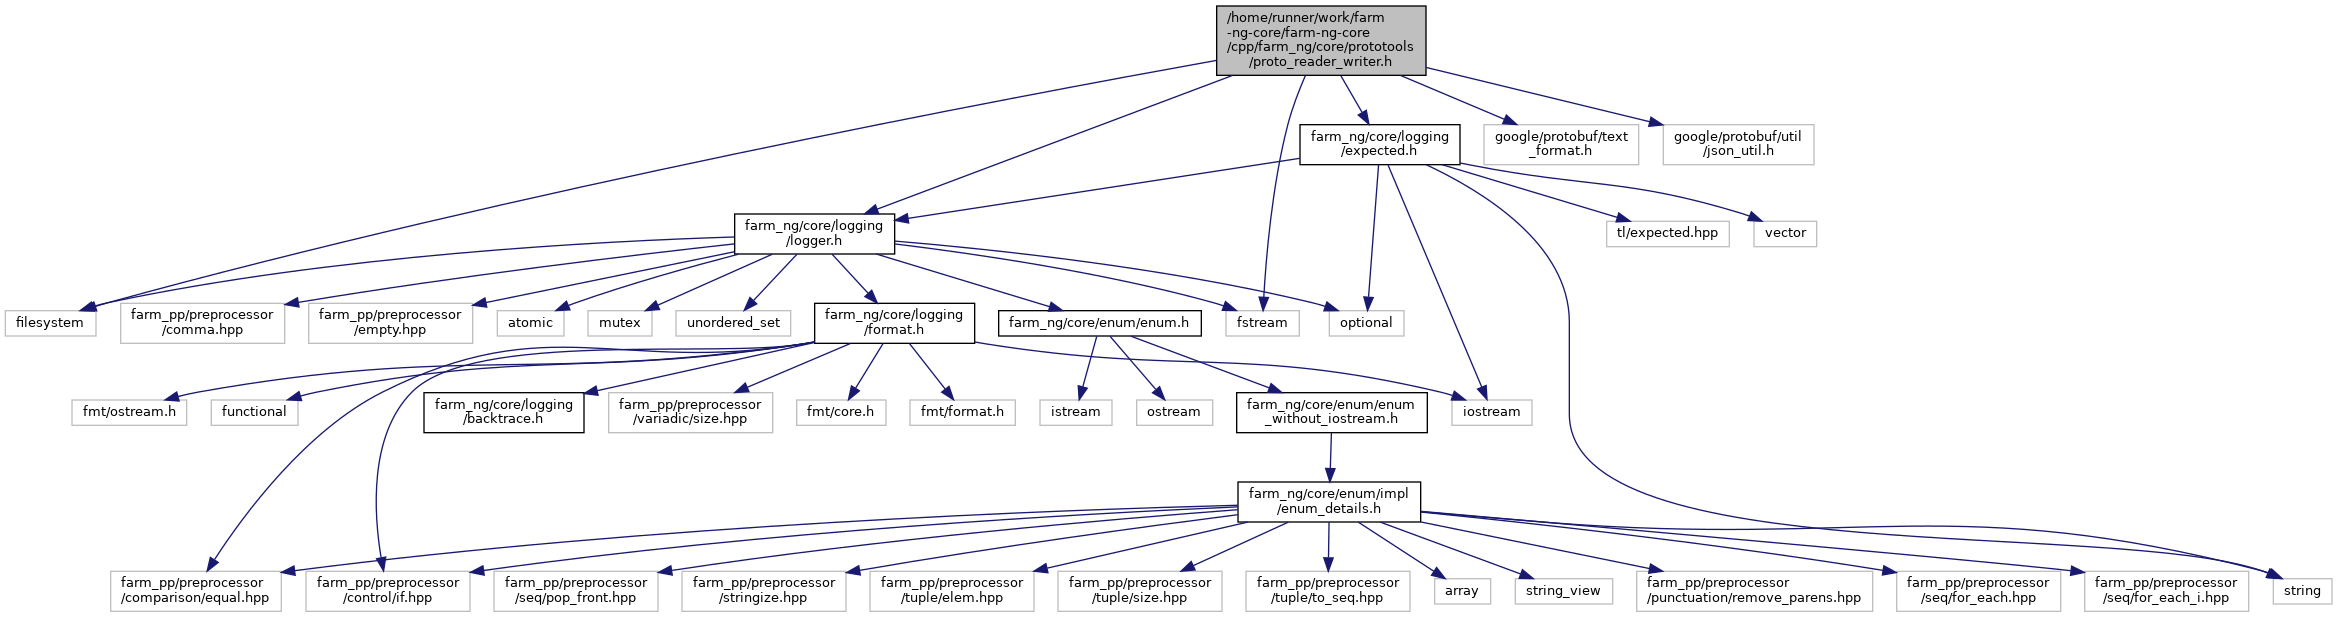 /home/runner/work/farm
-ng-core/farm-ng-core
/cpp/farm_ng/core/prototools
/proto_reader_writer.h
farm_ng/core/logging
/expected.h
google/protobuf/text
_format.h
google/protobuf/util
/json_util.h
farm_ng/core/logging
/logger.h
tl/expected.hpp
vector
filesystem
farm_pp/preprocessor
/comma.hpp
farm_pp/preprocessor
/empty.hpp
atomic
mutex
unordered_set
farm_ng/core/logging
/format.h
farm_ng/core/enum/enum.h
fstream
optional
fmt/ostream.h
functional
farm_ng/core/logging
/backtrace.h
farm_pp/preprocessor
/variadic/size.hpp
fmt/core.h
fmt/format.h
istream
ostream
farm_ng/core/enum/enum
_without_iostream.h
iostream
farm_ng/core/enum/impl
/enum_details.h
farm_pp/preprocessor
/comparison/equal.hpp
farm_pp/preprocessor
/control/if.hpp
farm_pp/preprocessor
/seq/pop_front.hpp
farm_pp/preprocessor
/stringize.hpp
farm_pp/preprocessor
/tuple/elem.hpp
farm_pp/preprocessor
/tuple/size.hpp
farm_pp/preprocessor
/tuple/to_seq.hpp
array
string_view
farm_pp/preprocessor
/punctuation/remove_parens.hpp
farm_pp/preprocessor
/seq/for_each.hpp
farm_pp/preprocessor
/seq/for_each_i.hpp
string